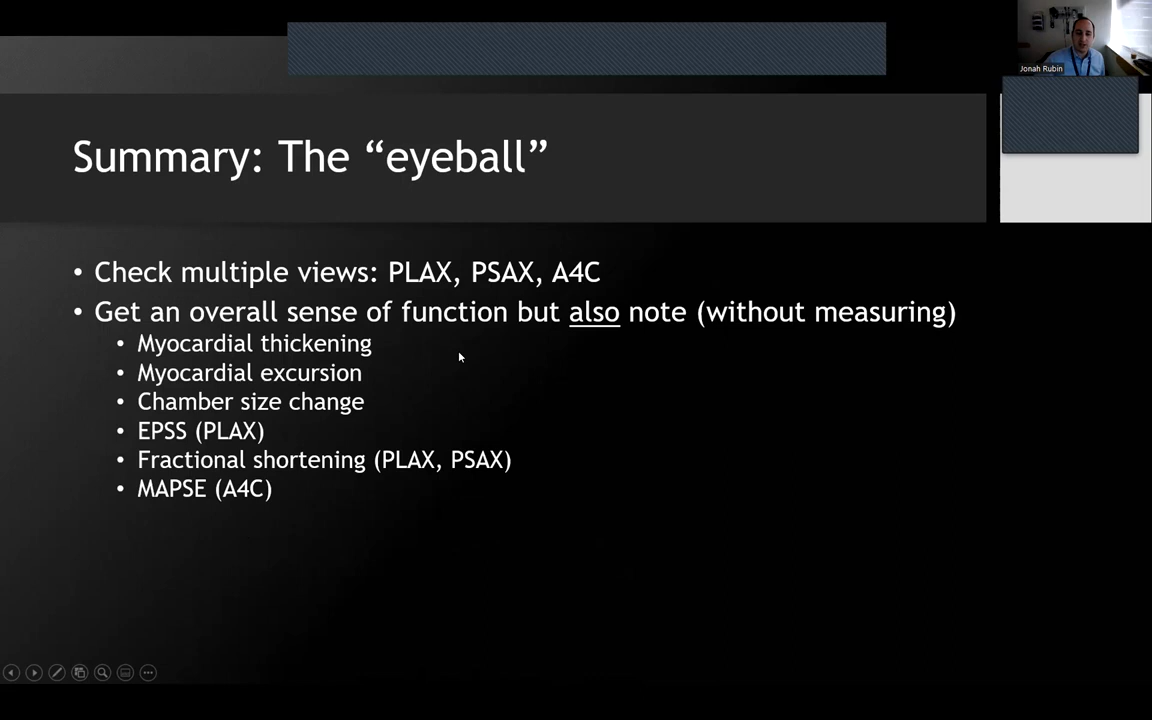 Jonah Rubin
Summary: The “eyeball”
• Check multiple views: PLAX, PSAX, A4C
• Get an overall sense of function but also note (without measuring)
• Myocardial thickening
• Myocardial excursion
• Chamber size change
• EPSS (PLAX)
• Fractional shortening (PLAX, PSAX)
• MAPSE (A4C)